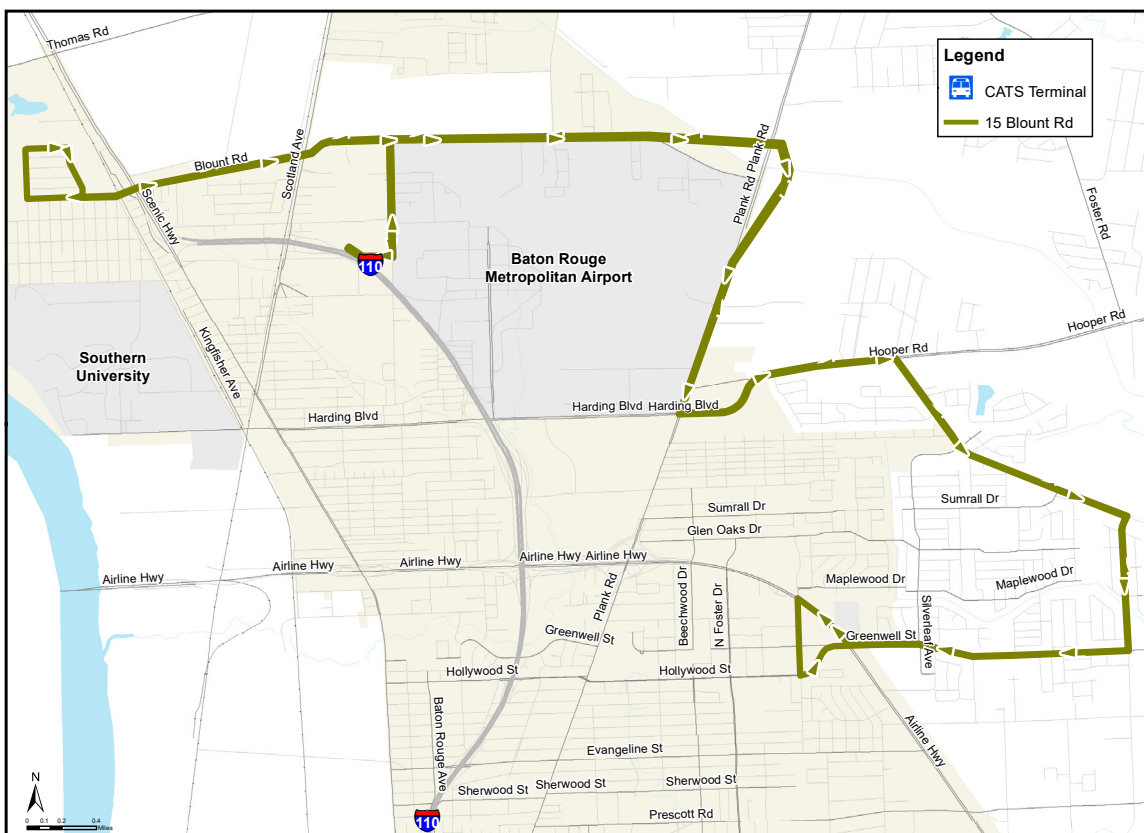 Thomas Rd
Legend
CATS Terminal
15 Blount Rd
Scotland Ave
Blount Rd
Plank Rd
Plank Rd
Scenic Hwy
Foster Rd
110
Baton Rouge
Metropolitan Airport
Hooper Rd
Hooper Rd
Southern
University
Kingfisher Ave
Harding Blvd
Harding Blvd
Harding Blvd
Sumrall Dr
Sumrall Dr
Glen Oaks Dr
Airline Hwy
Airline Hwy
Airline Hwy
Airline Hwy
Airline Hwy
Maplewood Dr
Maplewood Dr
Plank Rd
Beechwood Dr
N Foster Dr
Silverleaf Ave
Greenwell St
Greenwell St
Hollywood St
Hollywood St
Baton Rouge Ave
Airline Hwy
Evangeline St
Sherwood St
Sherwood St
Sherwood St
Prescott Rd
110
N
0 0.1 0.2 0.4
Miles